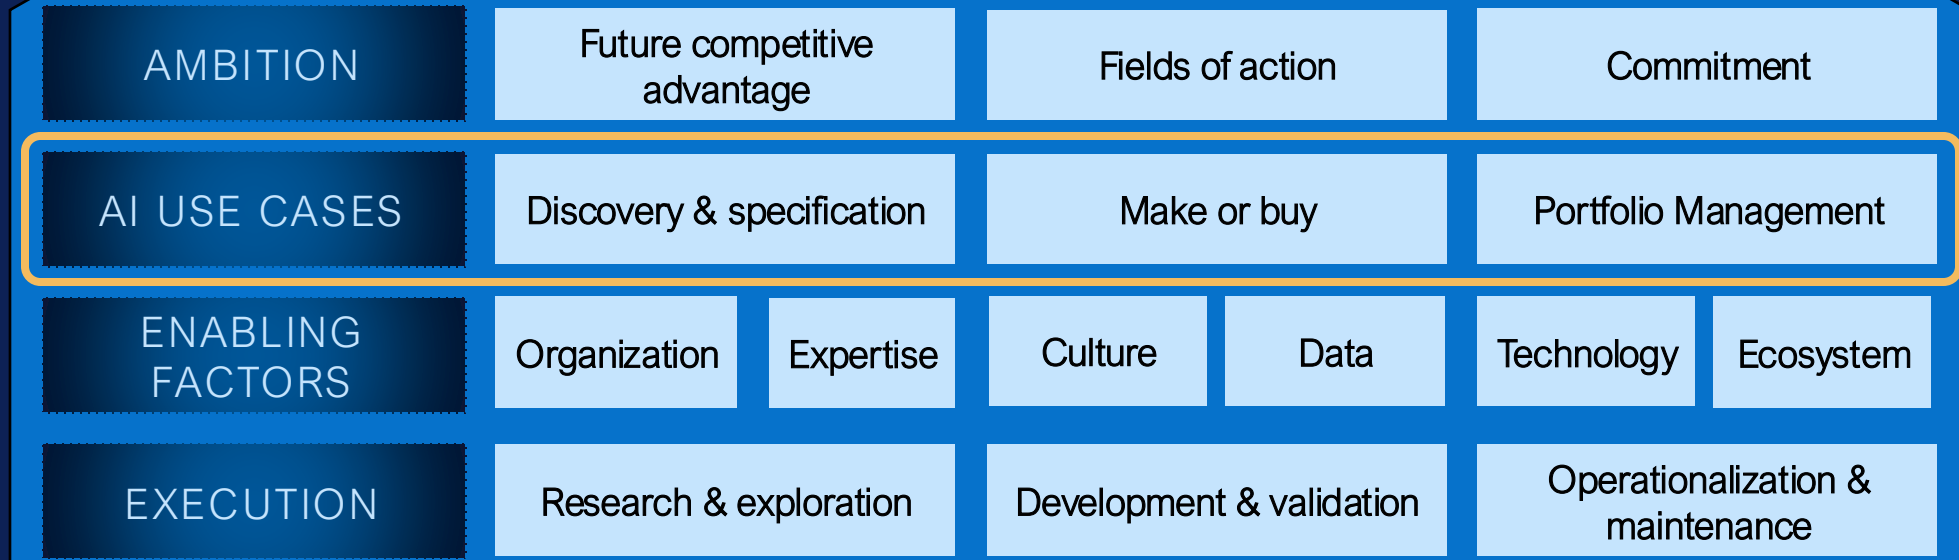 AMBITION
Future competitive
advantage
Fields of action
Commitment
AI USE CASES
Discovery & specification
Make or buy
Portfolio Management
ENABLING
FACTORS
Organization
Expertise
Culture
Data
Technology
Ecosystem
EXECUTION
Research & exploration
Development & validation
Operationalization &
maintenance